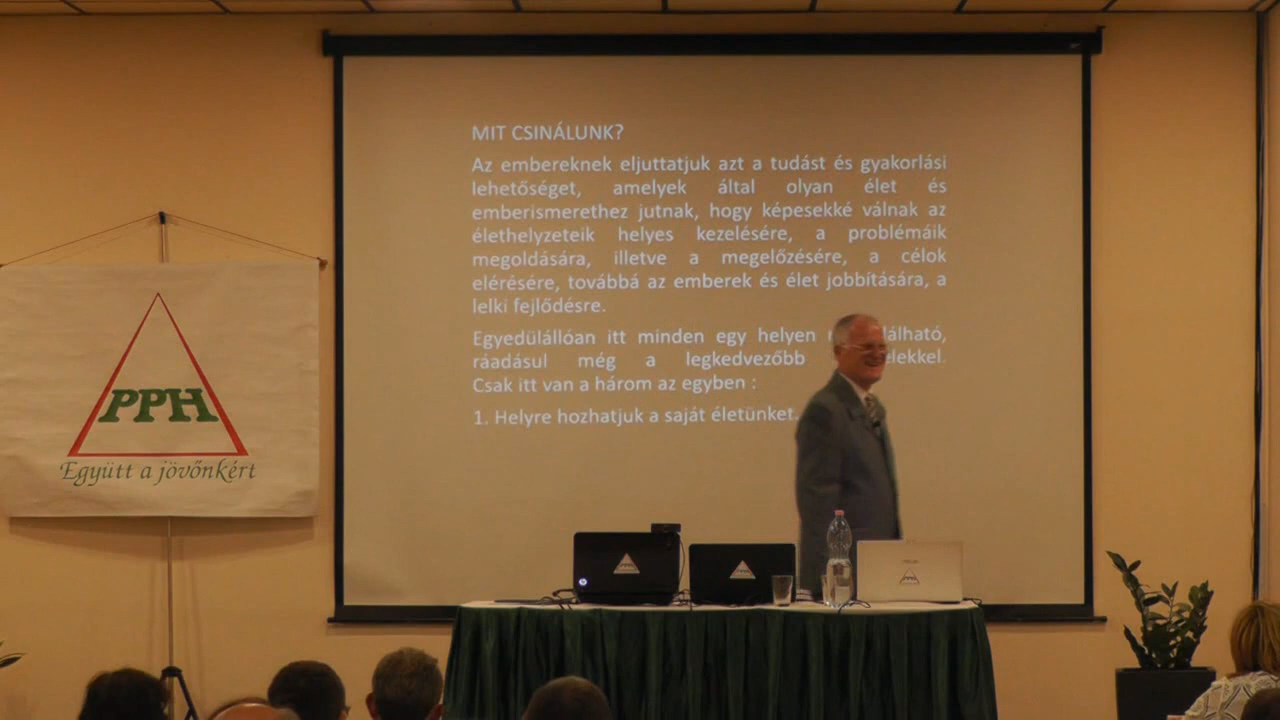 MIT CSINÁLUNK?
Az embereknek eljuttatjuk azt a tudást és gyakorlási
lehetőséget, amelyek által olyan élet és
emberismerethez jutnak, hogy képesekké válnak az
élethelyzeteik helyes kezelésére, a problémáik
megoldására, illetve a megelőzésére, a célok
elérésére, továbbá az emberek és élet jobbítására, a
lelki fejlődésre.
Egyedülállóan itt minden egy helyen
ráadásul még a legkedvezőbb
Csak itt van a három az egyben :
1. Helyre hozhatjuk a saját életünket.
PPH
Együtt a jövőnkért
PPH
PPH
PPH